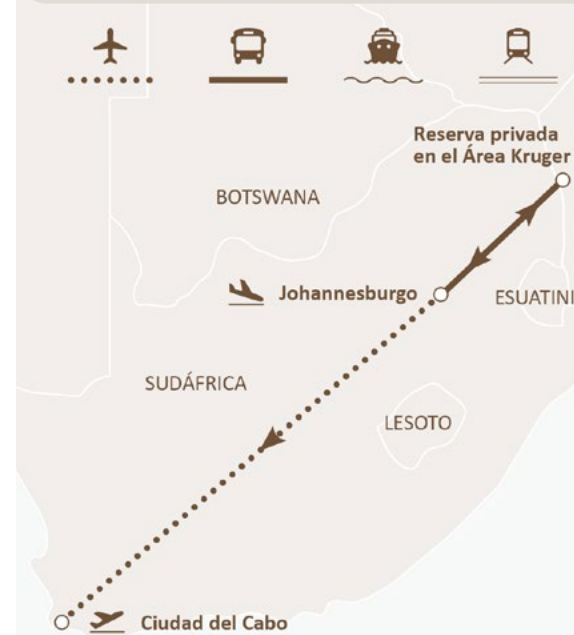 Reserva privada
en el Área Kruger
BOTSWANA
Johannesburgo
ESUATINI
SUDÁFRICA
LESOTO
Ciudad del Cabo